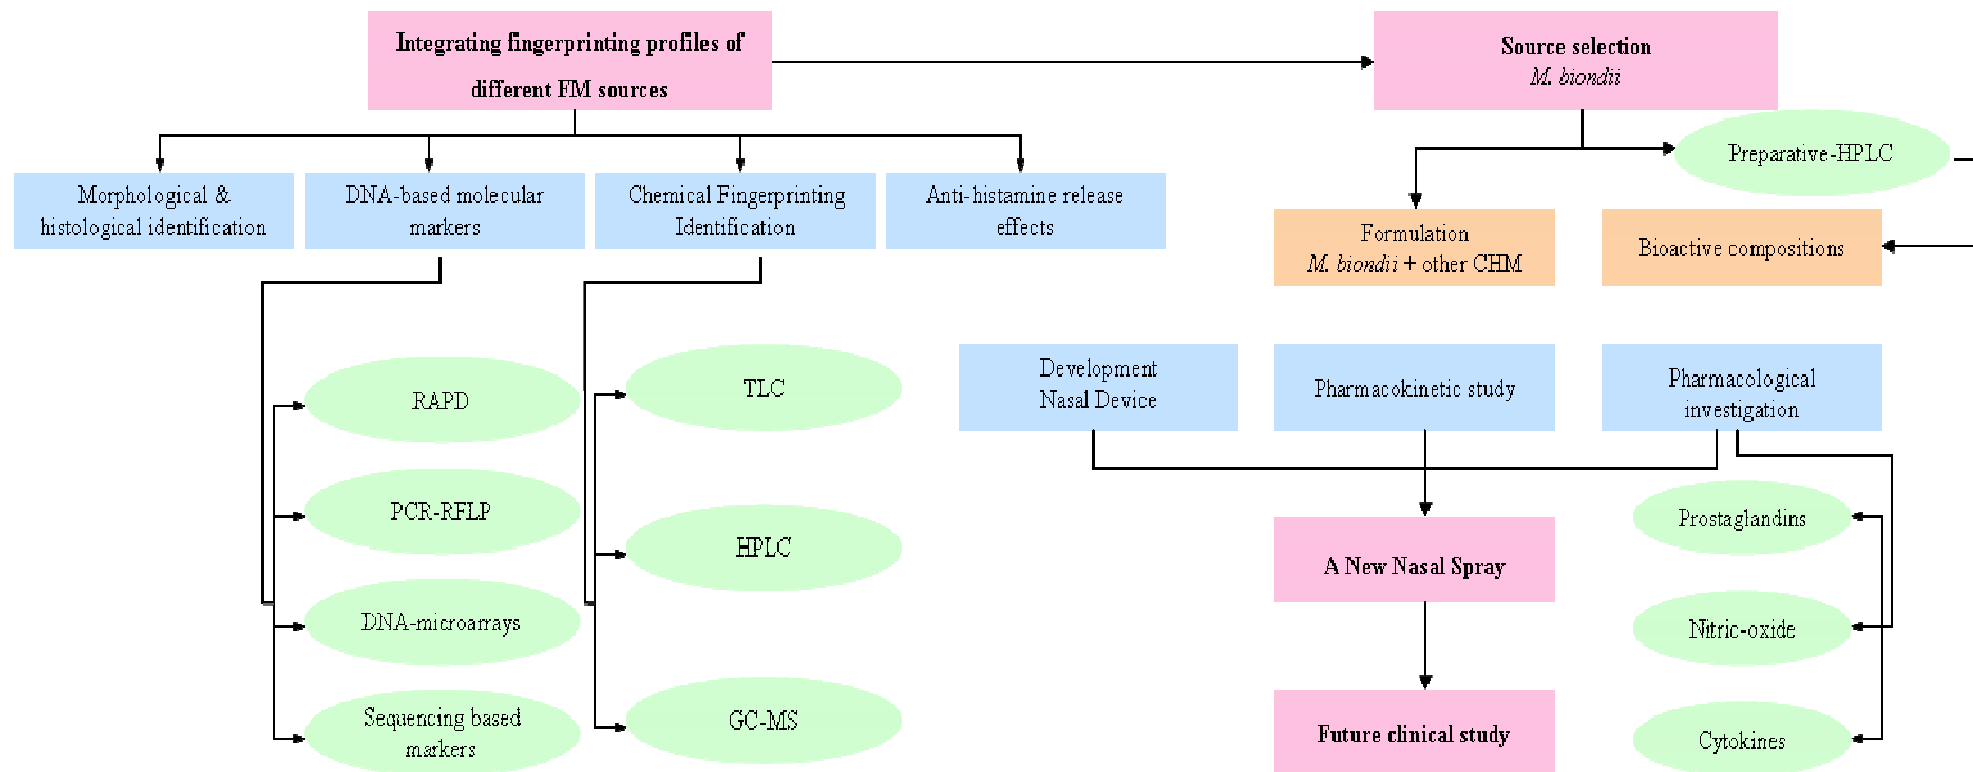 Integrating fingerprinting profiles of
different FM sources
Source selection
M. biondii
Preparative-HPLC
Morphological &
histological identification
DNA-based molecular
markers
Chemical Fingerprinting
Identification
Anti-histamine release
effects
Formulation
M. biondii + other CHM
Bioactive compositions
Development
Nasal Device
Pharmacokinetic study
Pharmacological
investigation
RAPD
PCR-RFLP
DNA-microarrays
Sequencing based
markers
TLC
HPLC
GC-MS
A New Nasal Spray
Future clinical study
Prostaglandins
Nitric-oxide
Cytokines